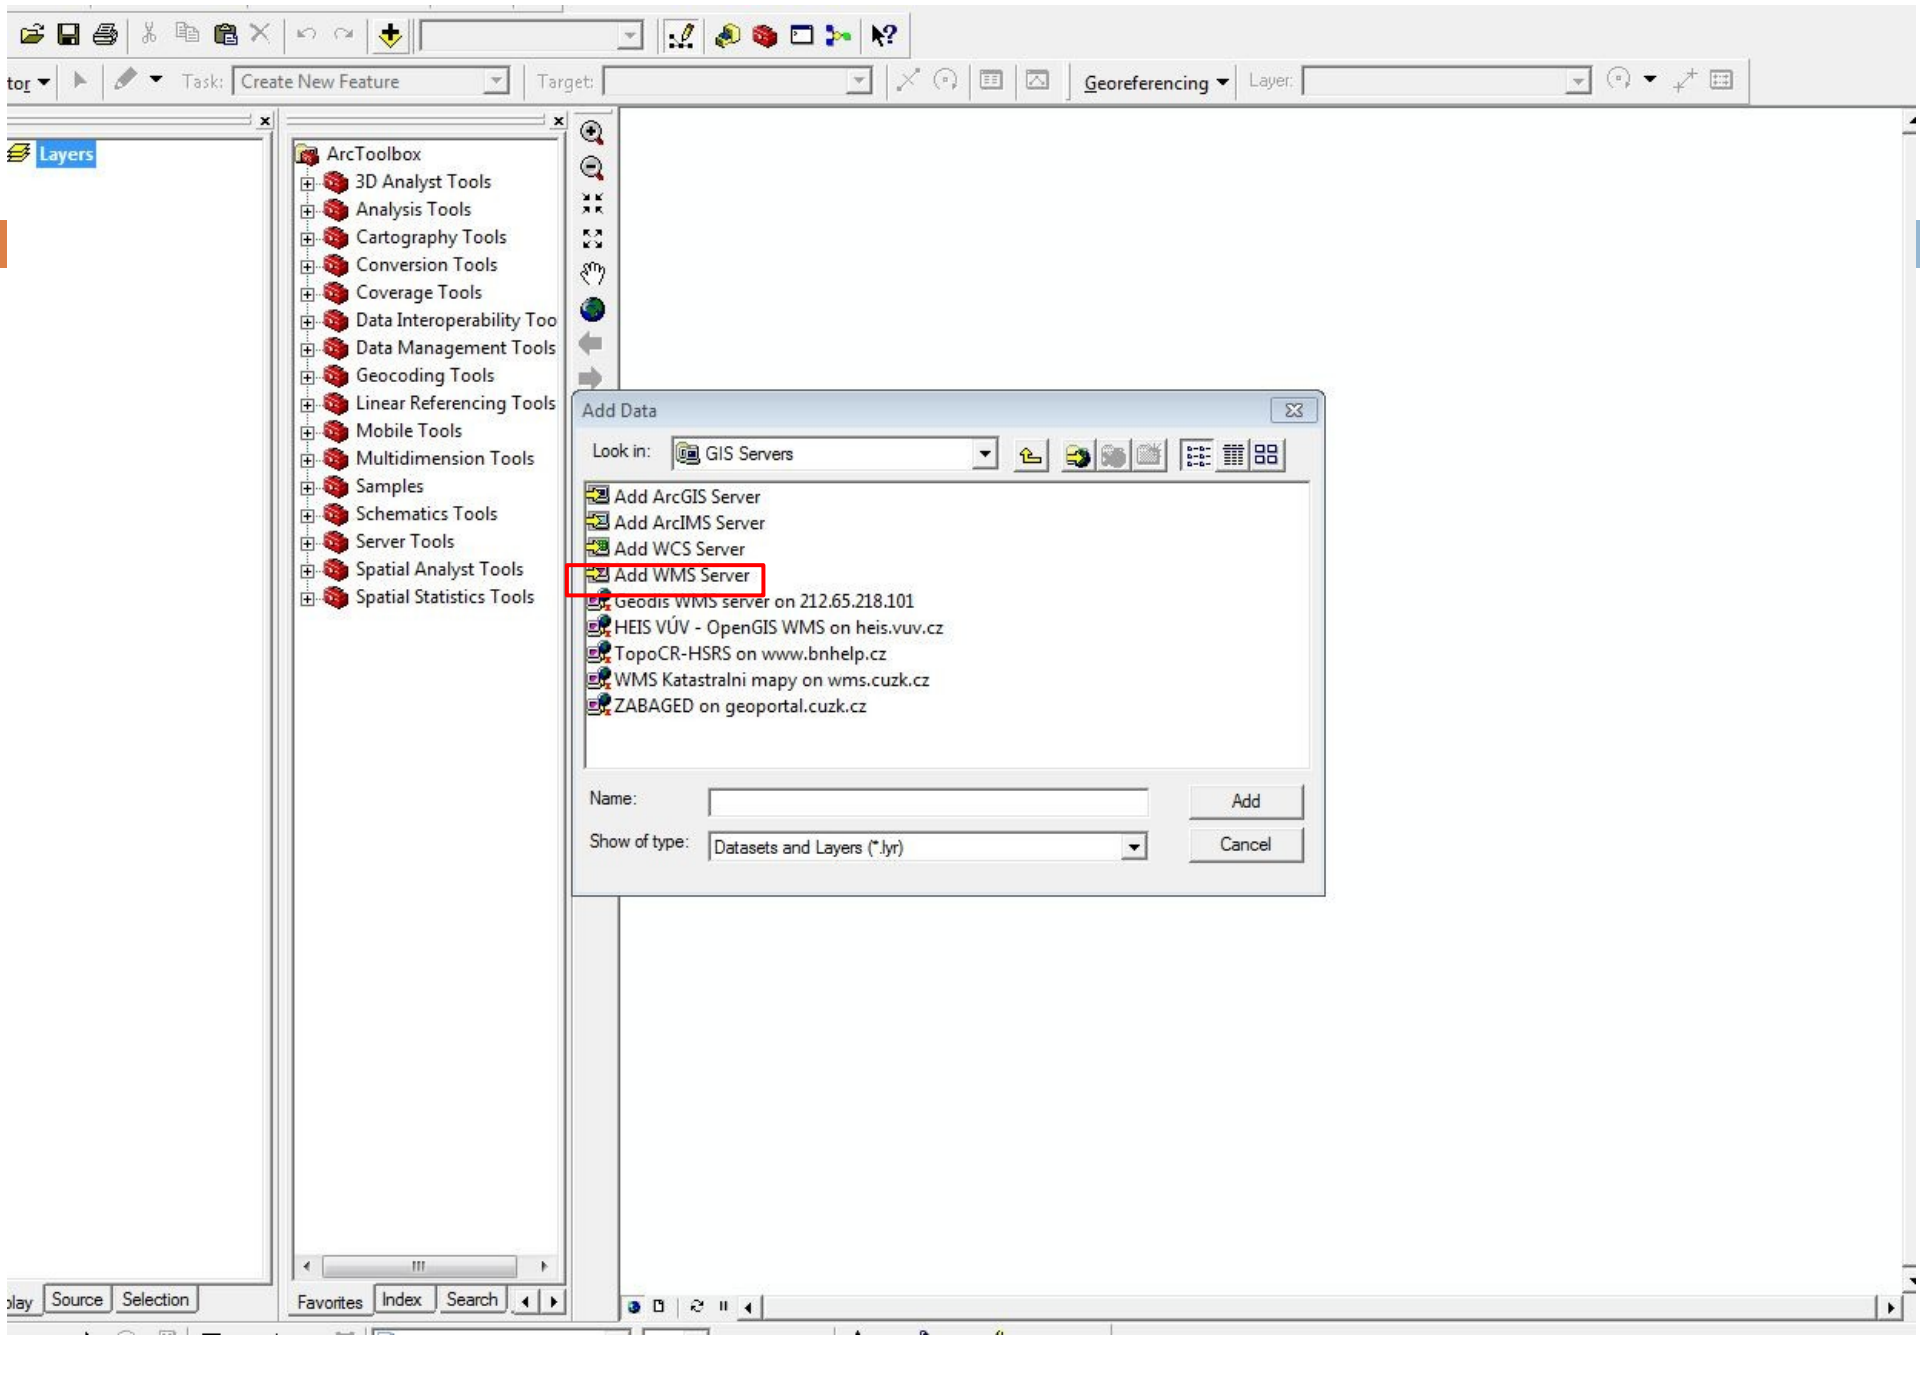 Task: Create New Feature Target: Georeferencing Layer:
Layers
ArcToolbox
3D Analyst Tools
Analysis Tools
Cartography Tools
Conversion Tools
Coverage Tools
Data Interoperability Too
Data Management Tools
Geocoding Tools
Linear Referencing Tools
Mobile Tools
Multidimension Tools
Samples
Schematics Tools
Server Tools
Spatial Analyst Tools
Spatial Statistics Tools
Add Data
Look in: GIS Servers
Add ArcGIS Server
Add ArcIMS Server
Add WCS Server
Add WMS Server
Geodis WMS server on 212.65.218.101
HEIS VÚV - OpenGIS WMS on heis.vuv.cz
TopoCR-HSRS on www.bnhelp.cz
WMS Katastralni mapy on wms.cuzk.cz
ZABAGED on geoportal.cuzk.cz
Name: Add
Show of type: Datasets and Layers (*.lyr) Cancel
Source Selection
Favorites Index Search